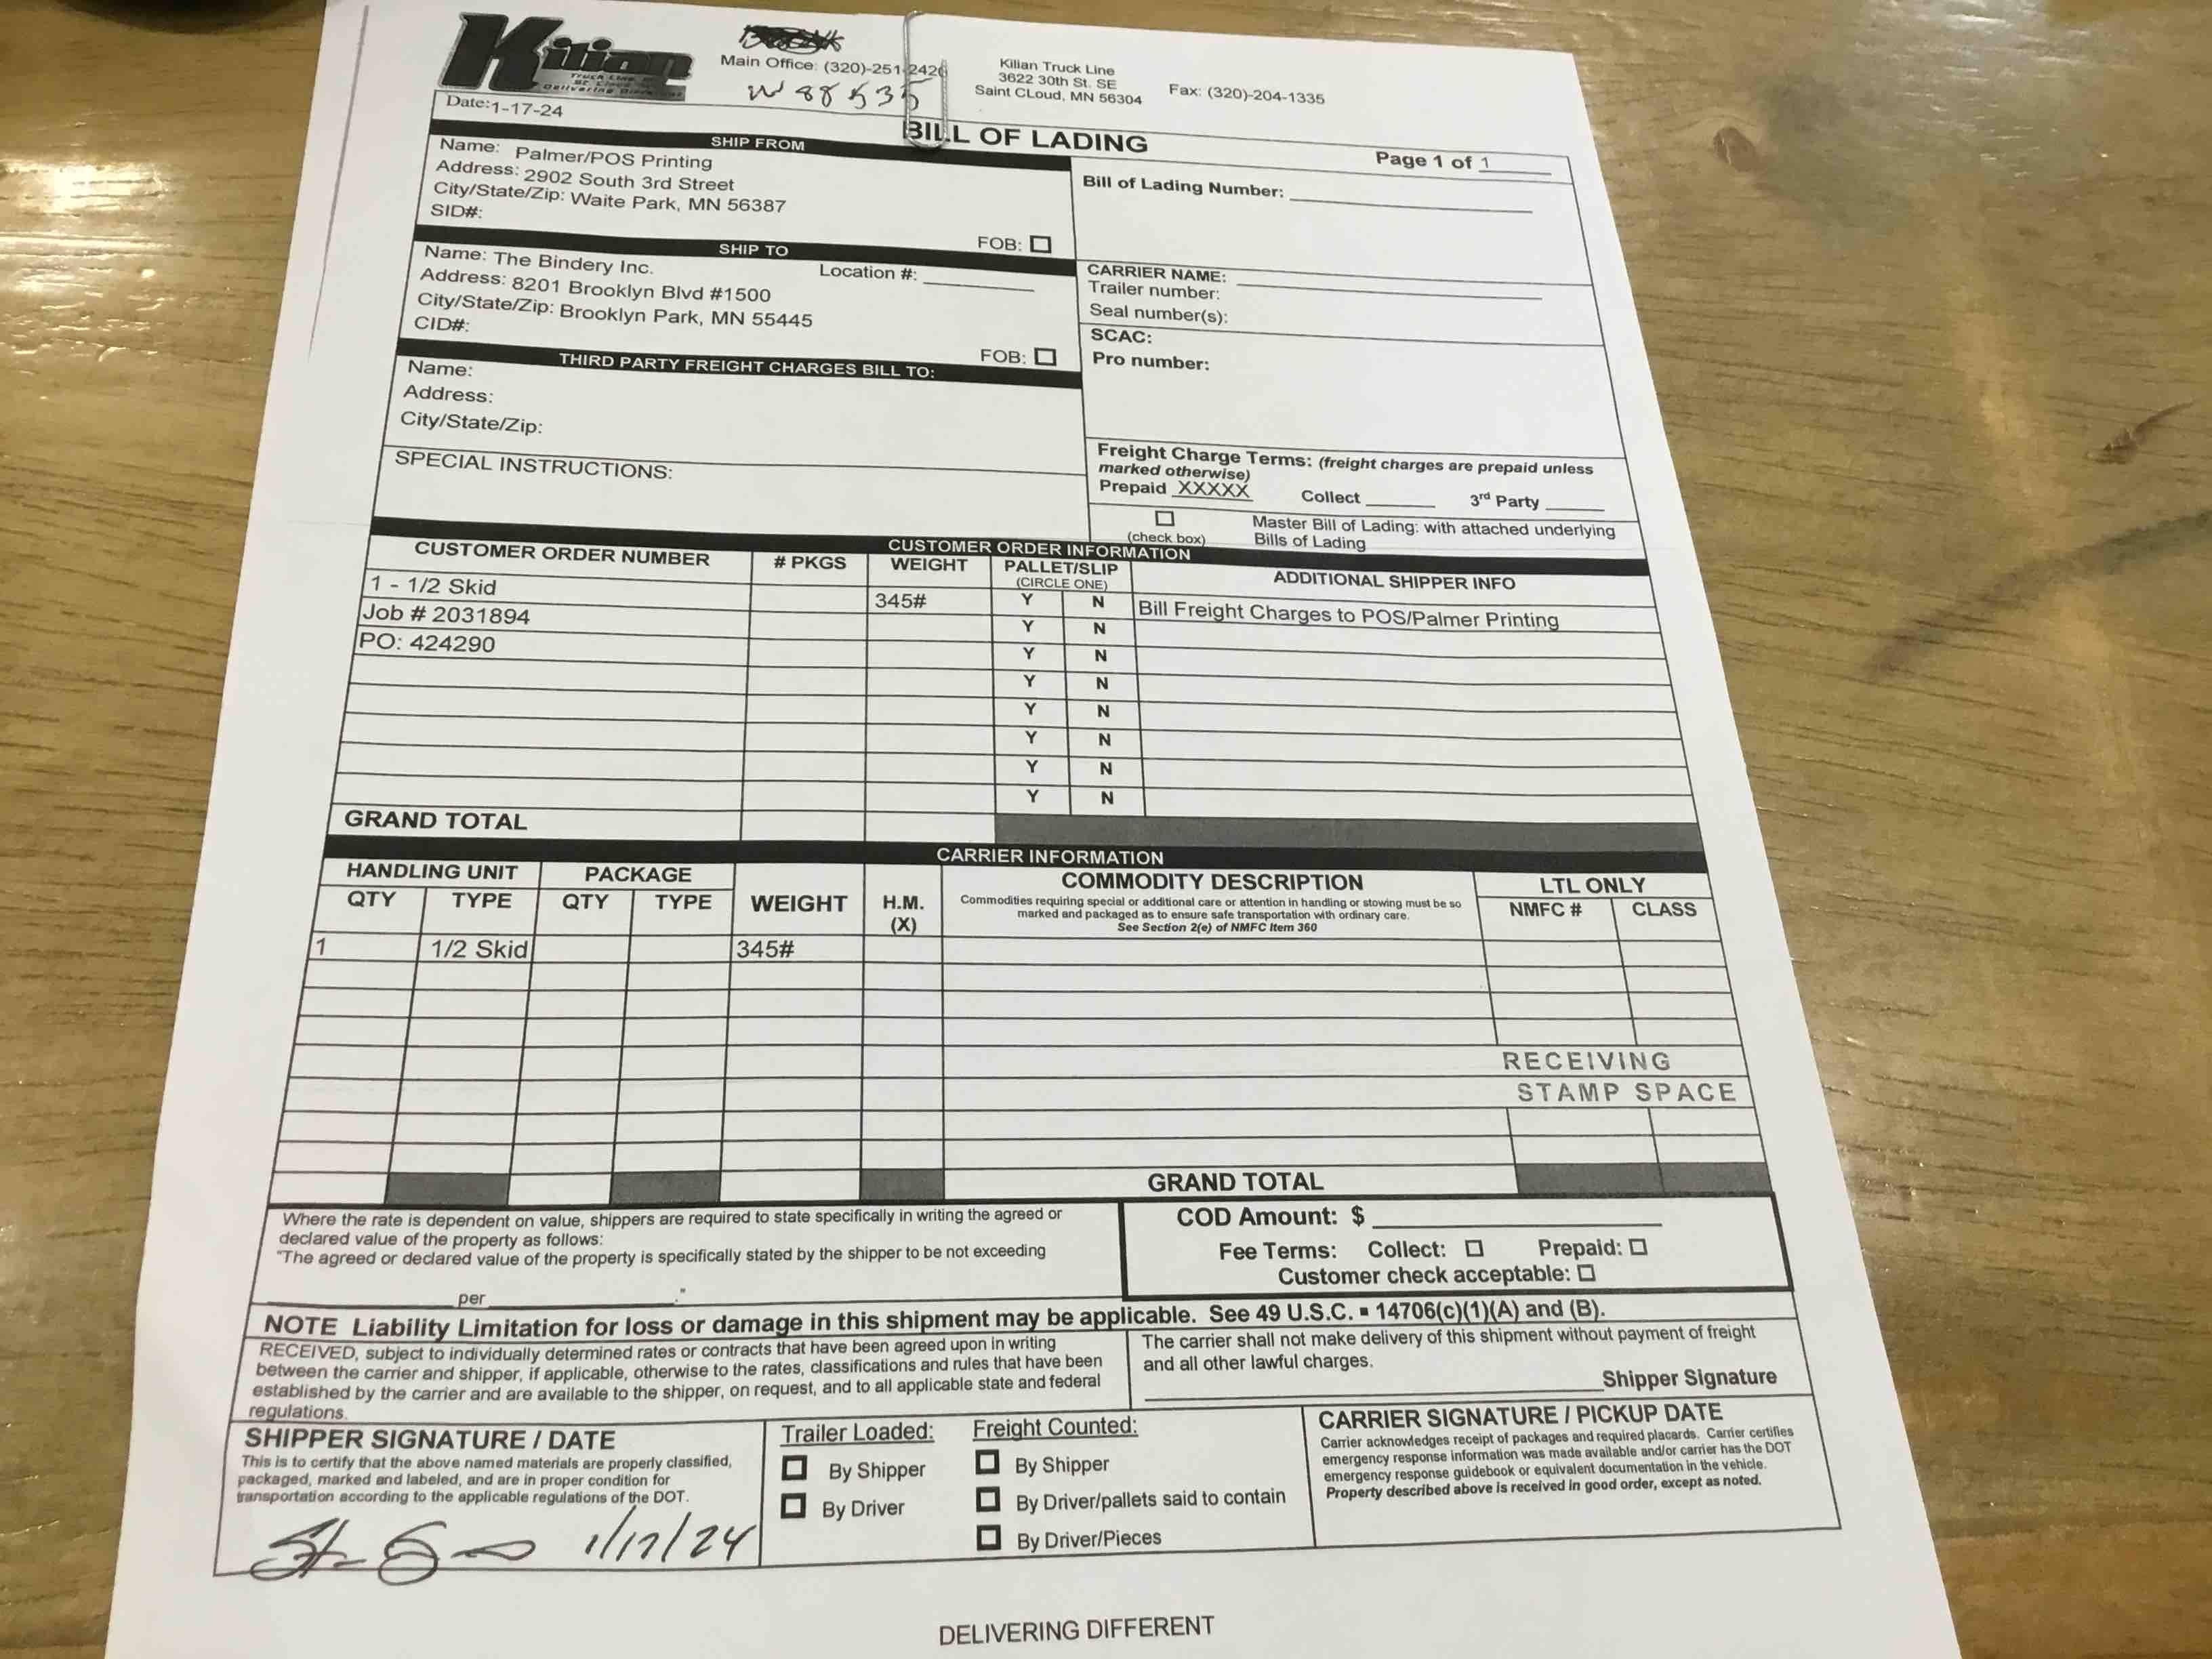 Kilian
TRUCK LINE
Delivering
Main Office: (320)-251-2426
W 88535
Kilian Truck Line
3622 30th St. SE
Saint CLoud, MN 56304
Fax: (320)-204-1335
Date:1-17-24
BILL OF LADING
Page 1 of 1
SHIP FROM
Name: Palmer/POS Printing
Address: 2902 South 3rd Street
City/State/Zip: Waite Park, MN 56387
SID#:
FOB:
Bill of Lading Number:
SHIP TO
Name: The Bindery Inc.
Location #:
Address: 8201 Brooklyn Blvd #1500
City/State/Zip: Brooklyn Park, MN 55445
CID#:
FOB:
CARRIER NAME:
Trailer number:
Seal number(s):
SCAC:
Pro number:
THIRD PARTY FREIGHT CHARGES BILL TO:
Name:
Address:
City/State/Zip:
SPECIAL INSTRUCTIONS:
Freight Charge Terms: (freight charges are prepaid unless
marked otherwise)
Prepaid XXXXX Collect 3rd Party
(check box)
Master Bill of Lading: with attached underlying
Bills of Lading
CUSTOMER ORDER INFORMATION
CUSTOMER ORDER NUMBER # PKGS WEIGHT PALLET/SLIP (CIRCLE ONE) ADDITIONAL SHIPPER INFO
1 - 1/2 Skid 345# Y N Bill Freight Charges to POS/Palmer Printing
Job # 2031894 Y N
PO: 424290 Y N
Y N
Y N
Y N
Y N
Y N
GRAND TOTAL
CARRIER INFORMATION
HANDLING UNIT PACKAGE COMMODITY DESCRIPTION LTL ONLY
QTY TYPE QTY TYPE WEIGHT H.M. (X)
Commodities requiring special or additional care or attention in handling or stowing must be so
marked and packaged as to ensure safe transportation with ordinary care.
See Section 2(e) of NMFC Item 360
NMFC # CLASS
1 1/2 Skid 345#
RECEIVING
STAMP SPACE
GRAND TOTAL
Where the rate is dependent on value, shippers are required to state specifically in writing the agreed or
declared value of the property as follows:
"The agreed or declared value of the property is specifically stated by the shipper to be not exceeding
per ."
COD Amount: $
Fee Terms: Collect: Prepaid:
Customer check acceptable:
NOTE Liability Limitation for loss or damage in this shipment may be applicable. See 49 U.S.C. ▪ 14706(c)(1)(A) and (B).
RECEIVED, subject to individually determined rates or contracts that have been agreed upon in writing
between the carrier and shipper, if applicable, otherwise to the rates, classifications and rules that have been
established by the carrier and are available to the shipper, on request, and to all applicable state and federal
regulations.
The carrier shall not make delivery of this shipment without payment of freight
and all other lawful charges.
Shipper Signature
SHIPPER SIGNATURE / DATE
This is to certify that the above named materials are properly classified,
packaged, marked and labeled, and are in proper condition for
transportation according to the applicable regulations of the DOT.
1/17/24
Trailer Loaded:
By Shipper
By Driver
Freight Counted:
By Shipper
By Driver/pallets said to contain
By Driver/Pieces
CARRIER SIGNATURE / PICKUP DATE
Carrier acknowledges receipt of packages and required placards. Carrier certifies
emergency response information was made available and/or carrier has the DOT
emergency response guidebook or equivalent documentation in the vehicle.
Property described above is received in good order, except as noted.
DELIVERING DIFFERENT